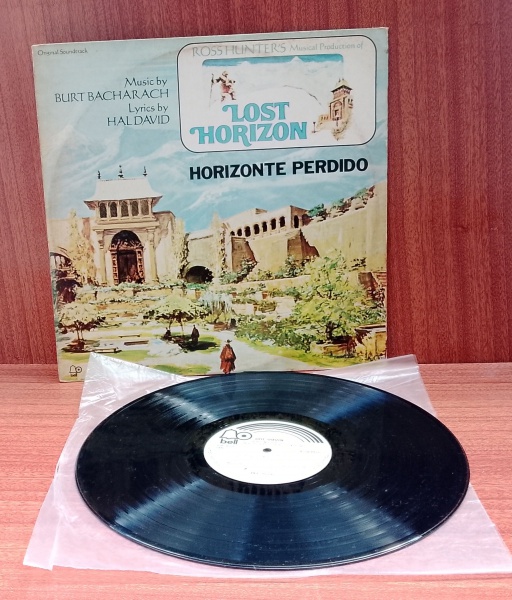 Original Soundtrack
ROSS HUNTER'S Musical Production of
Music by
BURT BACHARACH
Lyrics by
HAL DAVID
LOST
HORIZON
HORIZONTE PERDIDO
bell
bell